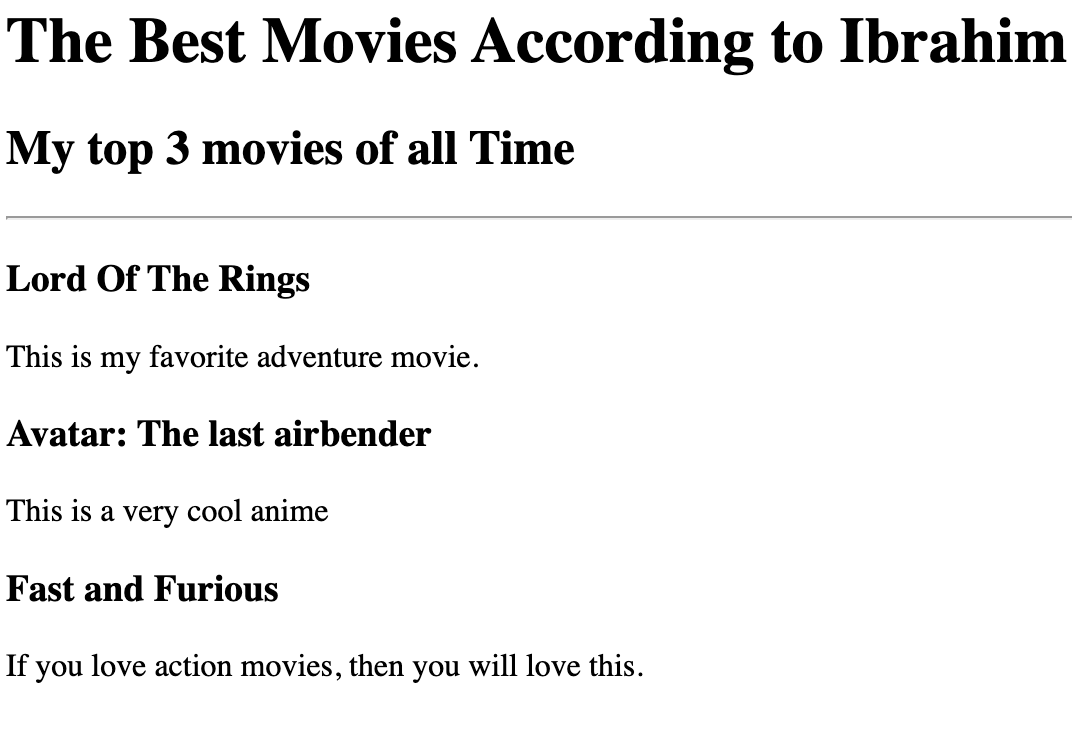 The Best Movies According to Ibrahim
My top 3 movies of all Time
Lord Of The Rings
This is my favorite adventure movie.
Avatar: The last airbender
This is a very cool anime
Fast and Furious
If you love action movies, then you will love this.